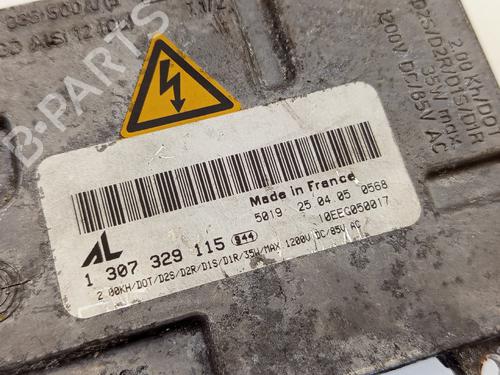 2.00 Kh/DO
D2S/D2R/D1S/D1R
35W max
1200V DC/85V AC
Made in France
5019 25 04 05 0568
10EEG050017
AL
1 307 329 115 944
2 00KH/DOT/D2S/D2R/D1S/D1R/35W/MAX 1200V DC/85V AC